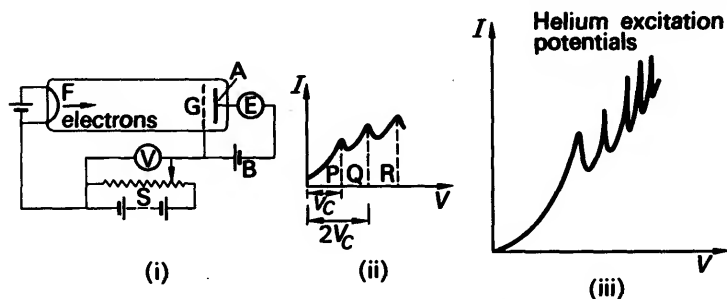 Helium excitation
potentials
I
A
F
G
E
electrons
V
B
S
(i)
I
P Q R
V
V_C
2V_C
(ii)
I
V
(iii)